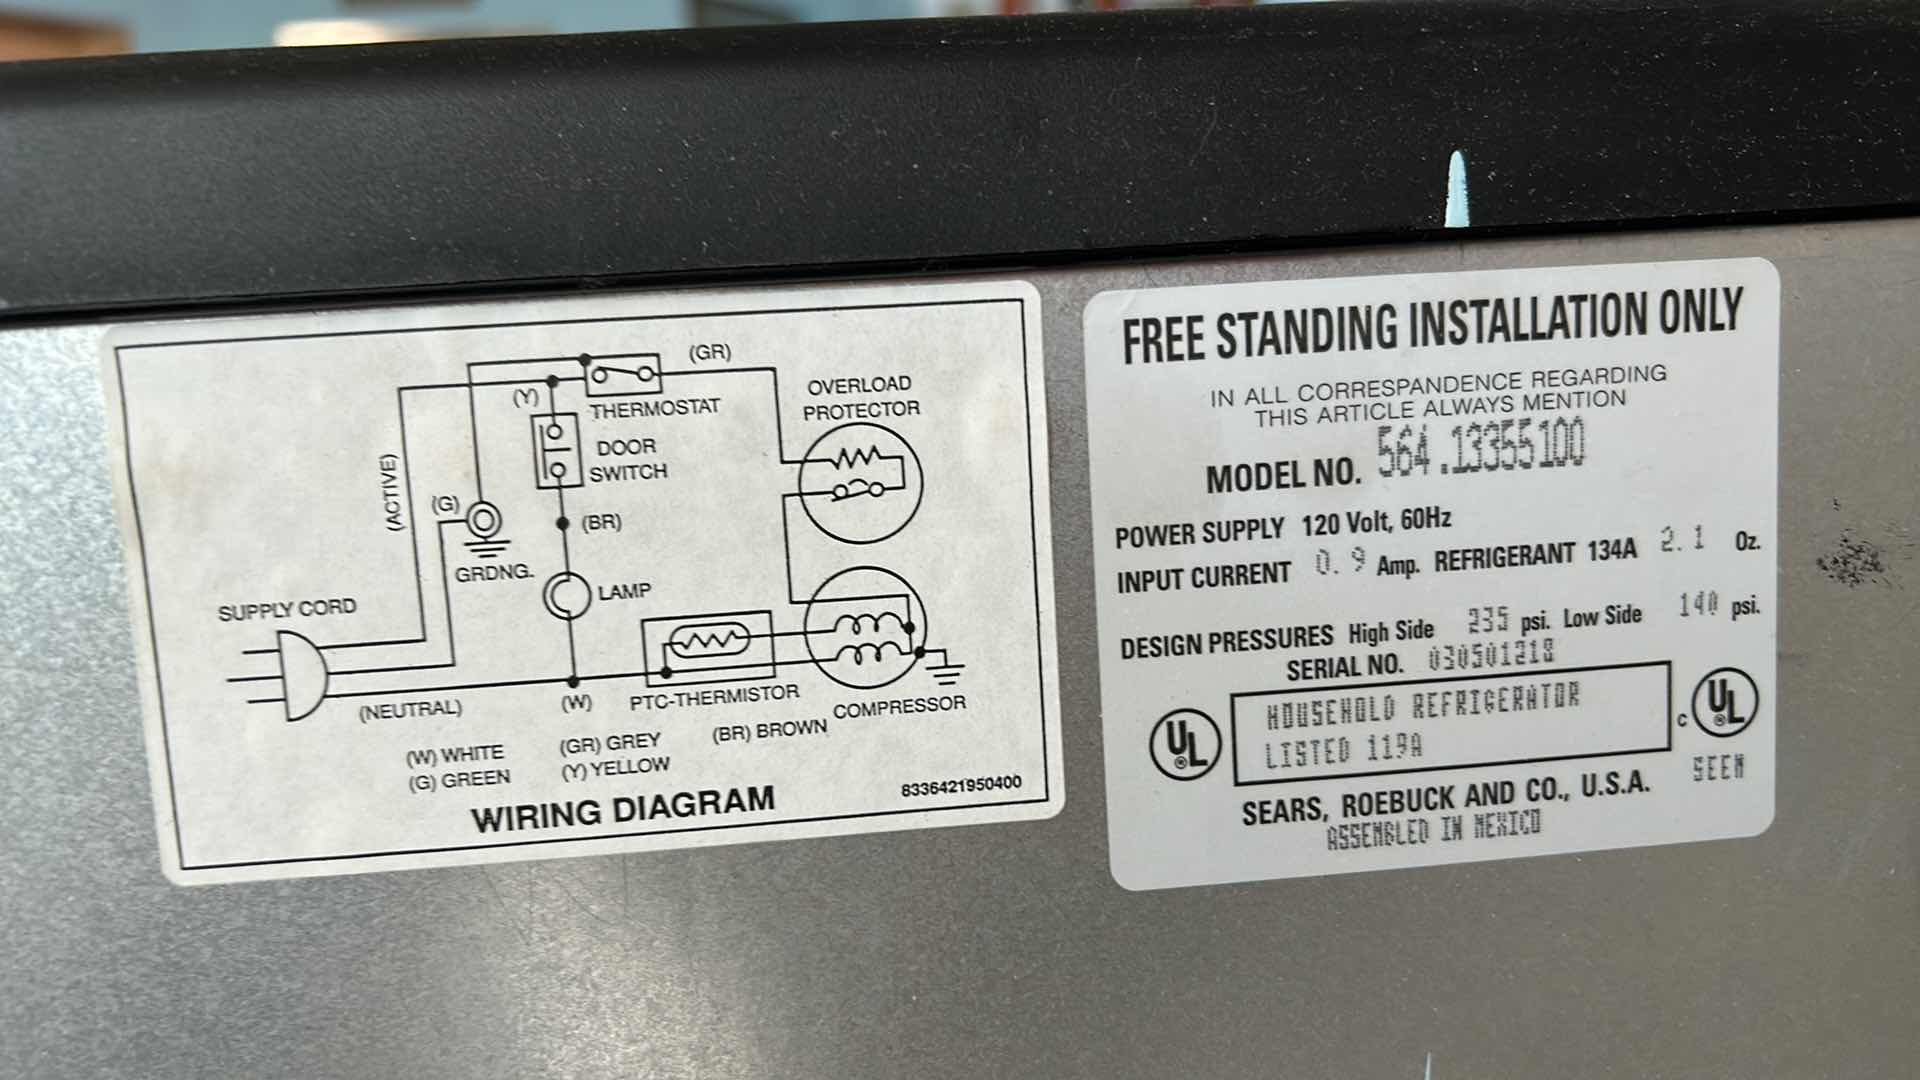 (GR)
(Y)
THERMOSTAT
OVERLOAD
PROTECTOR
DOOR
SWITCH
(ACTIVE)
(G)
(BR)
GRDNG.
LAMP
SUPPLY CORD
(NEUTRAL)
(W)
PTC-THERMISTOR
COMPRESSOR
(W) WHITE
(G) GREEN
(GR) GREY
(Y) YELLOW
(BR) BROWN
WIRING DIAGRAM
8336421950400
FREE STANDING INSTALLATION ONLY
IN ALL CORRESPANDENCE REGARDING
THIS ARTICLE ALWAYS MENTION
MODEL NO. 564.13355100
POWER SUPPLY 120 Volt, 60Hz
INPUT CURRENT 0.9 Amp. REFRIGERANT 134A 2.1 Oz.
DESIGN PRESSURES High Side 235 psi. Low Side 140 psi.
SERIAL NO. 030501218
UL ®
HOUSEHOLD REFRIGERATOR
LISTED 119A
C UL ®
SEEN
SEARS, ROEBUCK AND CO., U.S.A.
ASSEMBLED IN MEXICO